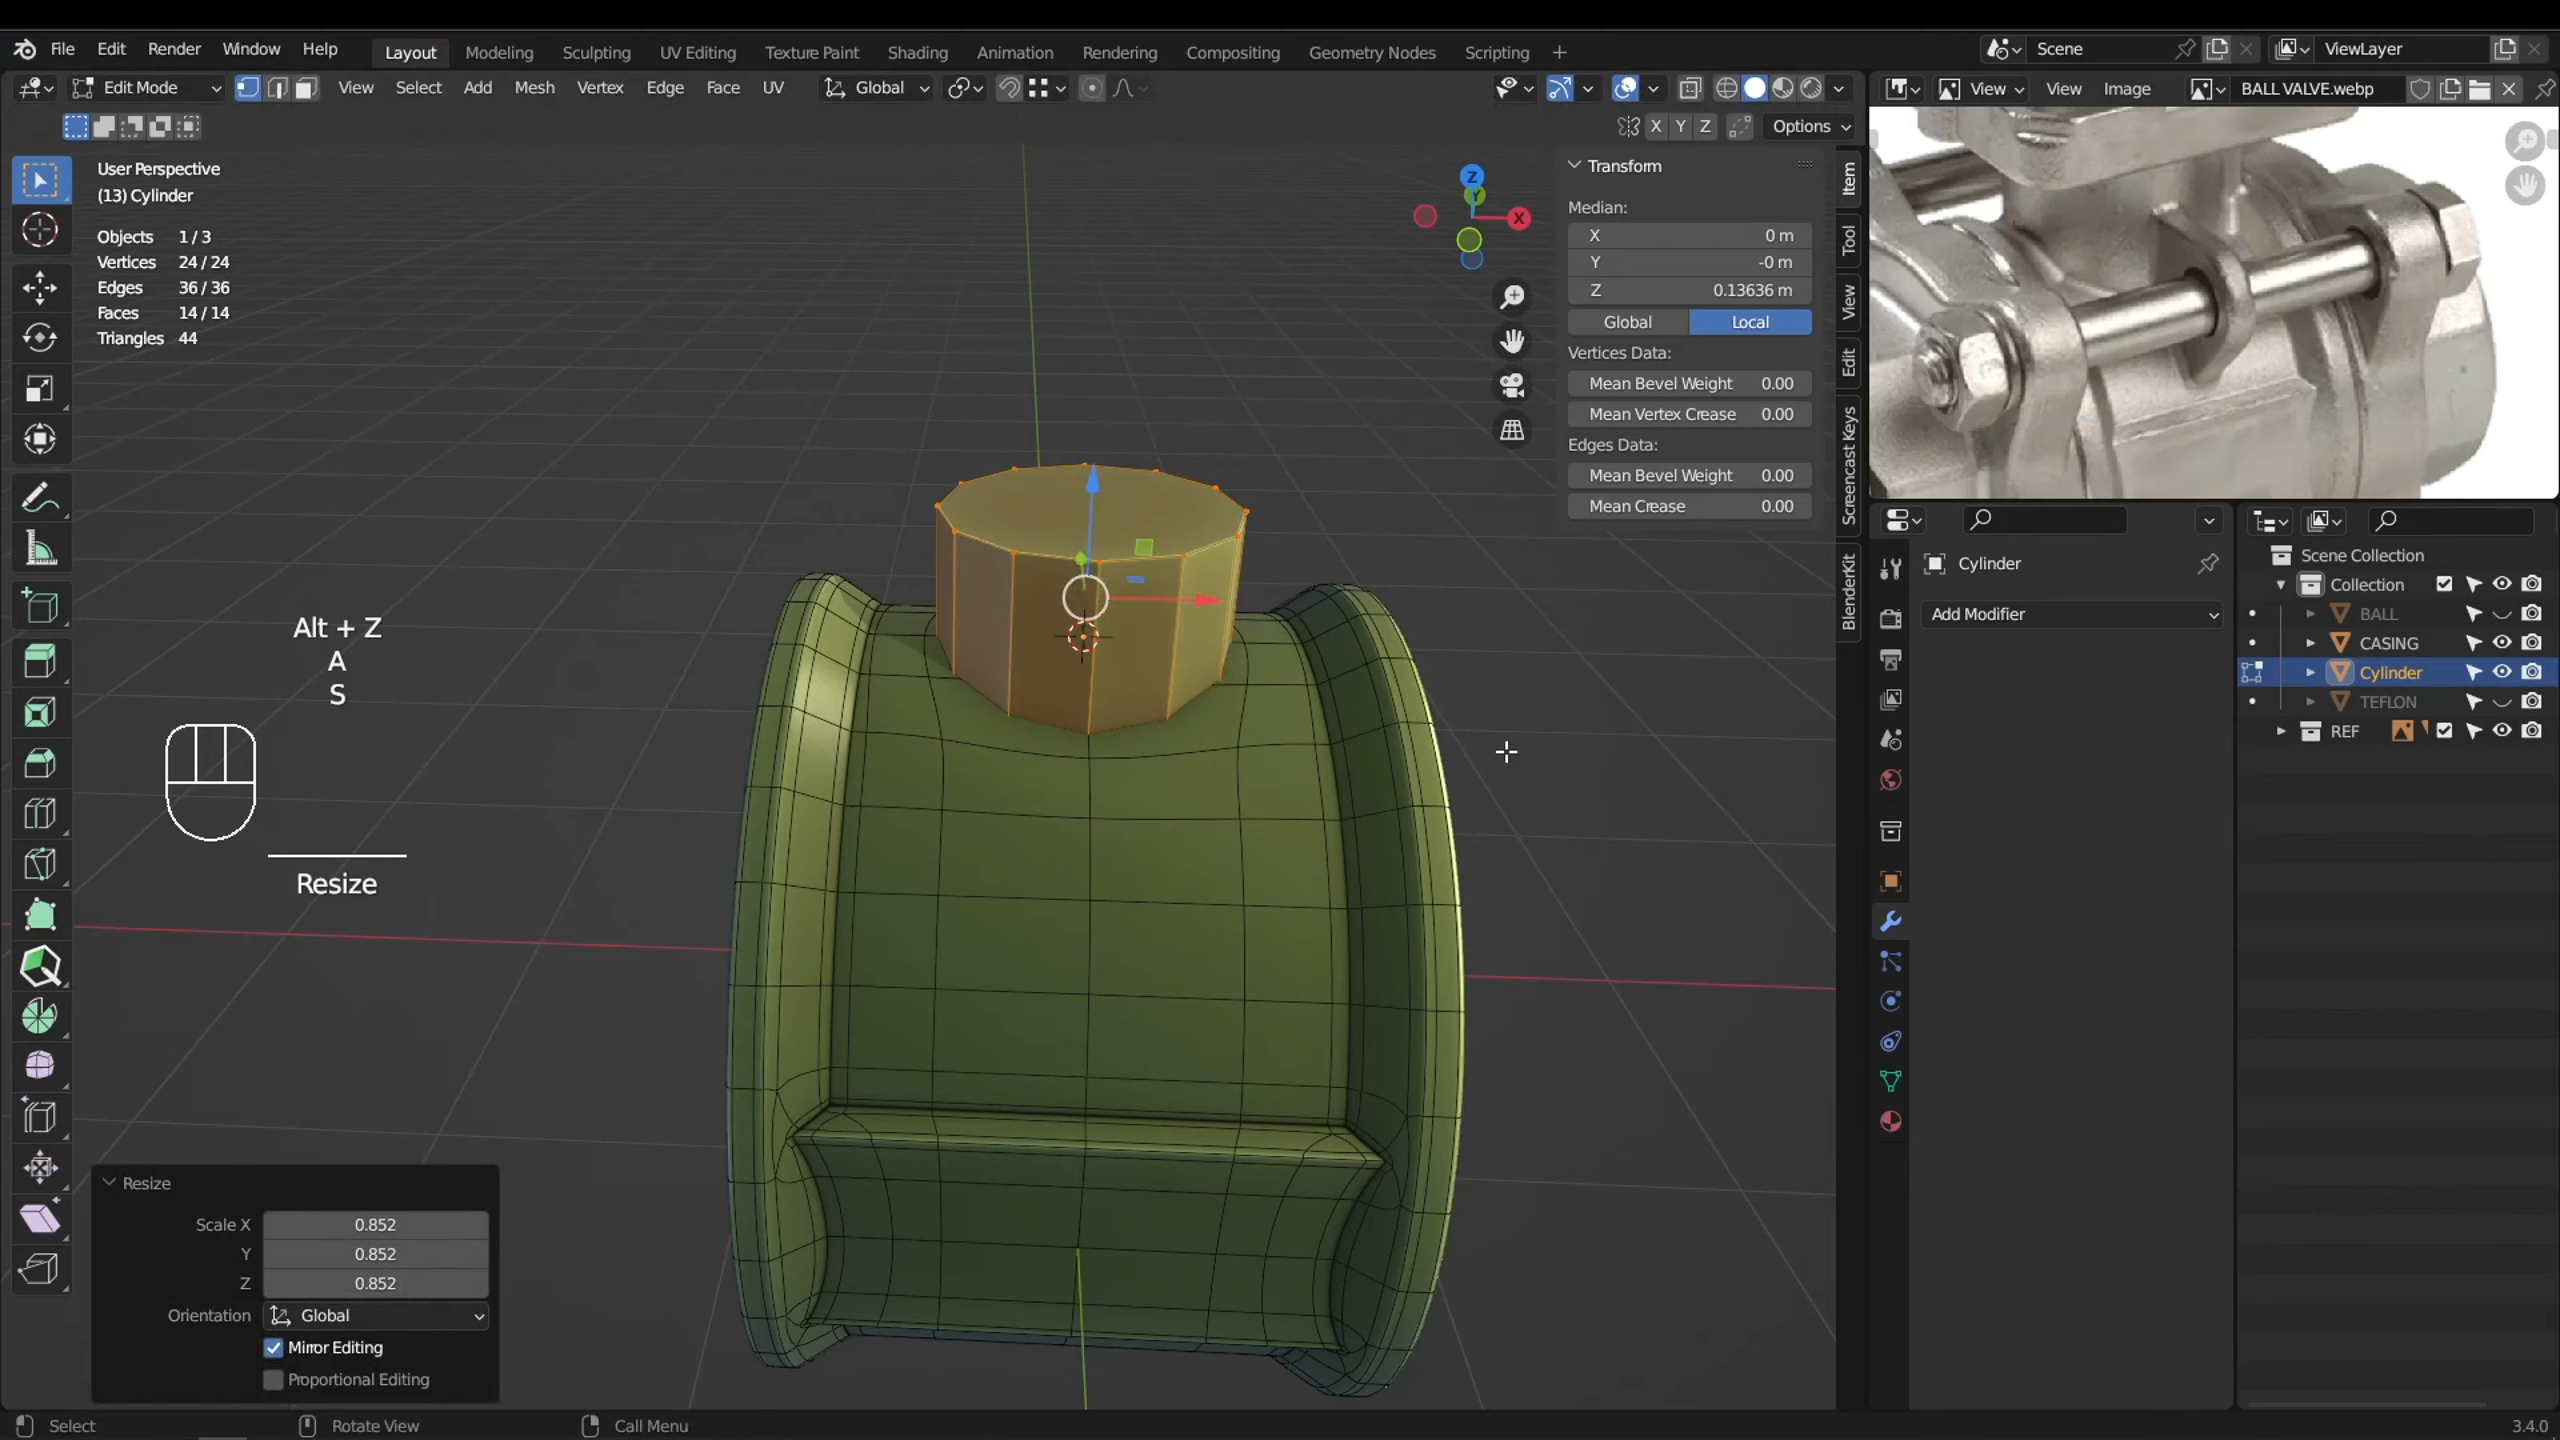 File Edit Render Window Help Layout Modeling Sculpting UV Editing Texture Paint Shading Animation Rendering Compositing Geometry Nodes Scripting + Scene ViewLayer
Edit Mode View Select Add Mesh Vertex Edge Face UV Global View View Image BALL VALVE.webp
X Y Z Options
User Perspective
(13) Cylinder
Objects 1 / 3
Vertices 24 / 24
Edges 36 / 36
Faces 14 / 14
Triangles 44
Z
Y
X
Transform
Median:
X 0 m
Y -0 m
Z 0.13636 m
Global Local
Vertices Data:
Mean Bevel Weight 0.00
Mean Vertex Crease 0.00
Edges Data:
Mean Bevel Weight 0.00
Mean Crease 0.00
Item
Tool
View
Edit
Screencast Keys
BlenderKit
Cylinder
Add Modifier
Scene Collection
Collection
BALL
CASING
Cylinder
TEFLON
REF
Alt + Z
A
S
Resize
Resize
Scale X 0.852
Y 0.852
Z 0.852
Orientation Global
Mirror Editing
Proportional Editing
Select Rotate View Call Menu 3.4.0